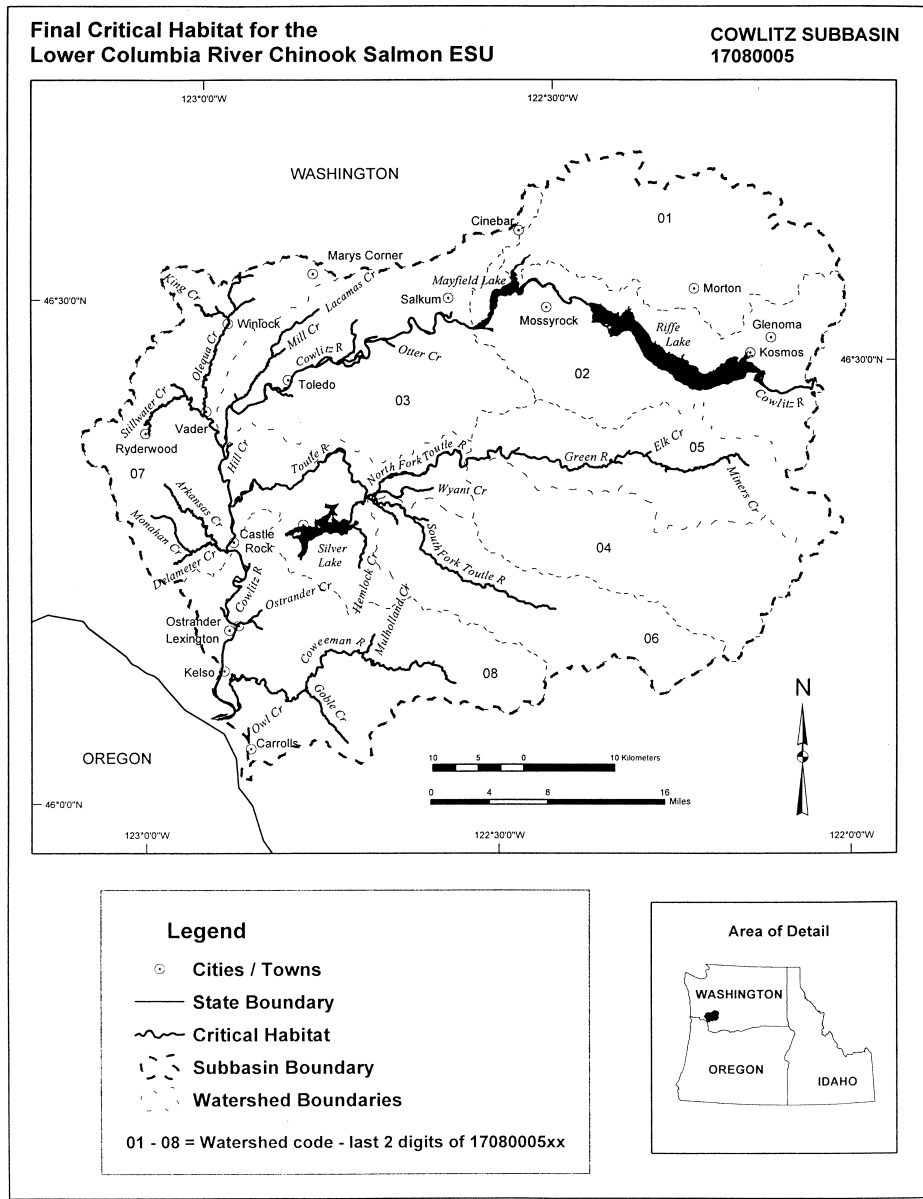 Final Critical Habitat for the
Lower Columbia River Chinook Salmon ESU
COWLITZ SUBBASIN
17080005
123°0'0"W
122°30'0"W
WASHINGTON
01
Cinebar
Marys Corner
King Cr
Mayfield Lake
Lacamas Cr
Salkum
Morton
46°30'0"N
Winlock
Mossyrock
Mill Cr
Riffe
Lake
Glenoma
Kosmos
Cowlitz R
Otter Cr
46°30'0"N
Olequa Cr
02
Toledo
Cowlitz R
Stillwater Cr
03
Vader
Ryderwood
Hill Cr
Toutle R
North Fork Toutle R
Elk Cr
05
Green R
07
Miners Cr
Wyant Cr
Arkansas Cr
Monahan Cr
Castle
Rock
Silver
Lake
South Fork Toutle R
04
Delameter Cr
Hemlock Cr
Cowlitz R
Ostrander Cr
Mulholland Ck
Ostrander
Lexington
Coweeman R
06
Kelso
08
Goble Cr
Owl Cr
Carrolls
OREGON
N
10 5 0 10 Kilometers
0 4 8 16
Miles
46°0'0"N
123°0'0"W
122°30'0"W
122°0'0"W
Legend
Cities / Towns
State Boundary
Critical Habitat
Subbasin Boundary
Watershed Boundaries
01 - 08 = Watershed code - last 2 digits of 17080005xx
Area of Detail
WASHINGTON
OREGON
IDAHO